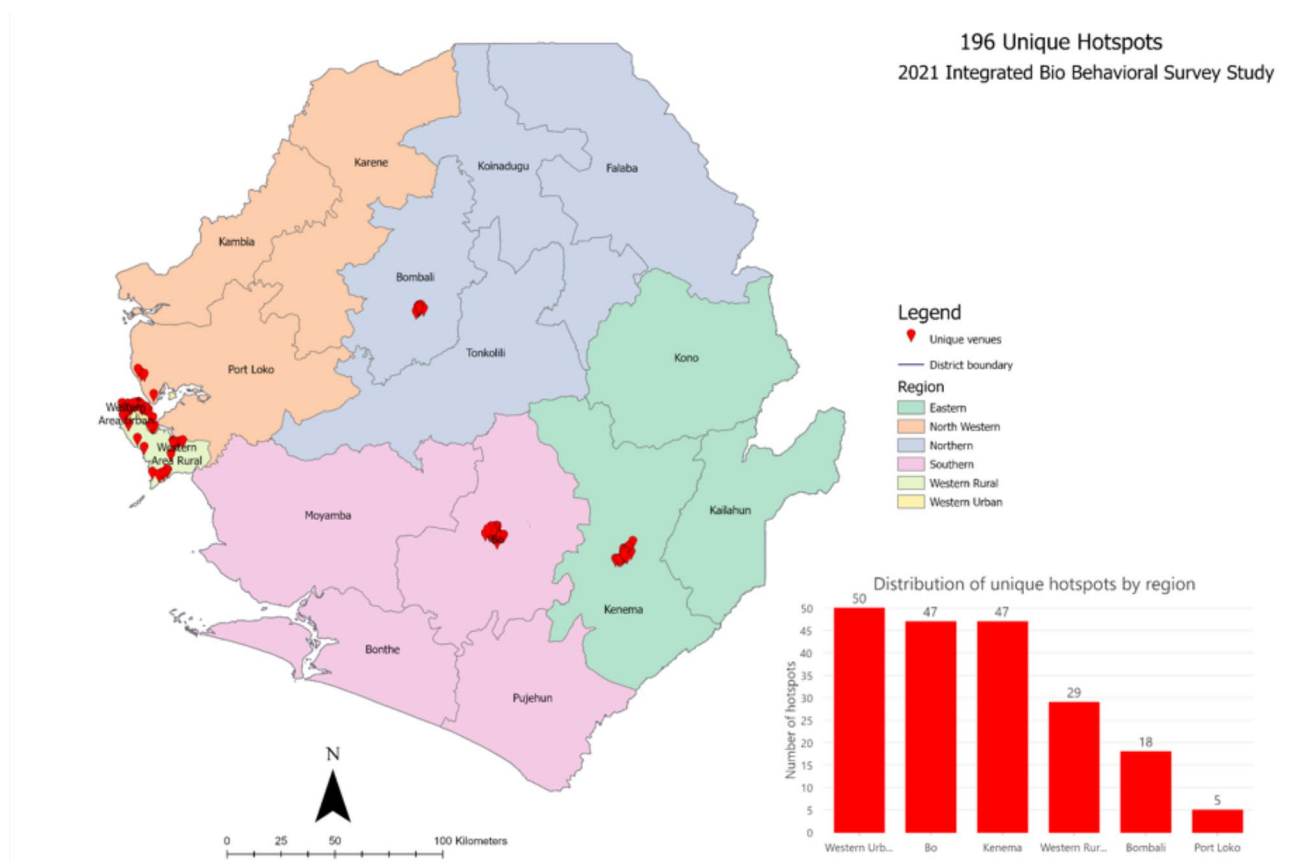 196 Unique Hotspots
2021 Integrated Bio Behavioral Survey Study
Karene
Koinadugu
Falaba
Kambia
Bombali
Tonkolili
Kono
Port Loko
Western
Area Urban
Western
Area Rural
Moyamba
Bo
Kailahun
Kenema
Bonthe
Pujehun
Legend
Unique venues
District boundary
Region
Eastern
North Western
Northern
Southern
Western Rural
Western Urban
N
0 25 50 100 Kilometers
Distribution of unique hotspots by region
Number of hotspots
50
45
40
35
30
25
20
15
10
5
0
50 47 47 29 18 5
Western Urb... Bo Kenema Western Rur... Bombali Port Loko